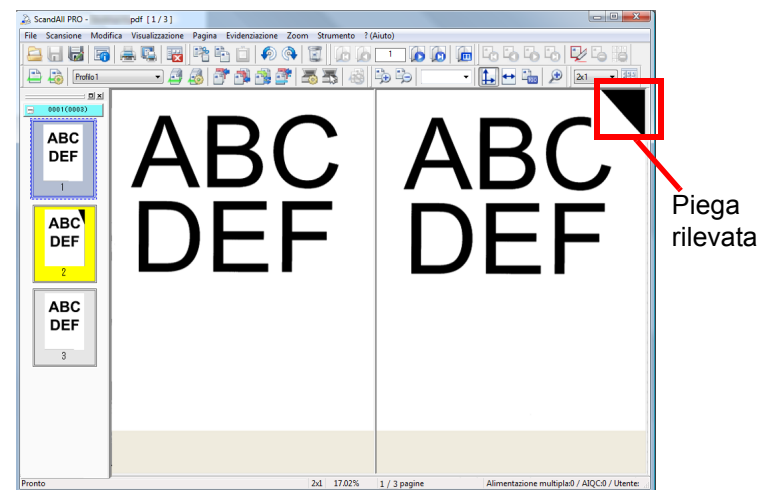 ScandAll PRO - pdf [ 1 / 3 ]
File Scansione Modifica Visualizzazione Pagina Evidenziazione Zoom Strumento ?(Aiuto)
1
Profilo1 2x1
0001(0003)
ABC
DEF
1
ABC
DEF
2
ABC
DEF
3
ABC
DEF
ABC
DEF
Piega
rilevata
Pronto 2x1 17.02% 1 / 3 pagine Alimentazione multipla:0 / AIQC:0 / Utente: